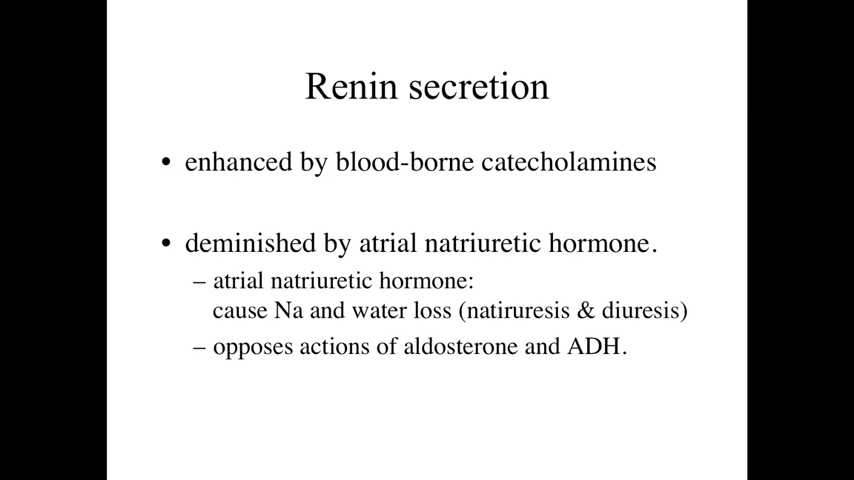 Renin secretion
• enhanced by blood-borne catecholamines
• deminished by atrial natriuretic hormone.
– atrial natriuretic hormone:
cause Na and water loss (natiruresis & diuresis)
– opposes actions of aldosterone and ADH.